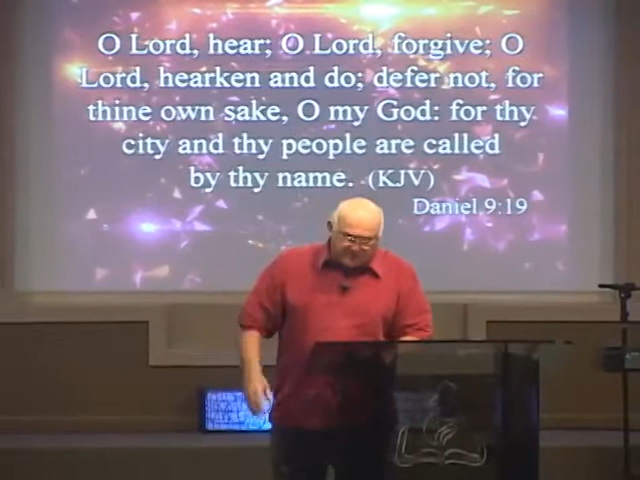 O Lord, hear; O Lord, forgive; O
Lord, hearken and do; defer not, for
thine own sake, O my God: for thy
city and thy people are called
by thy name. (KJV)
Daniel 9:19